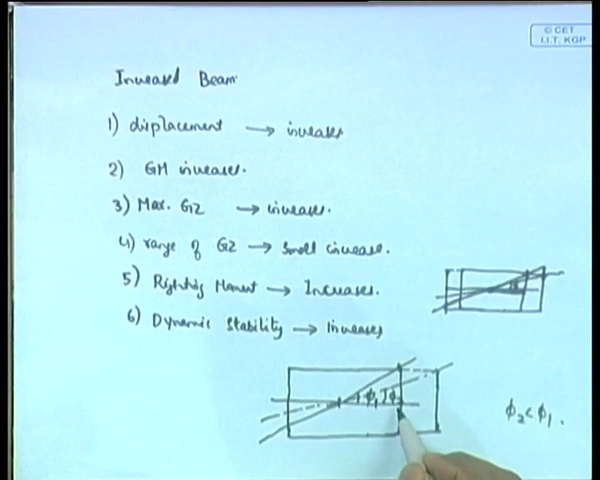 © CET
I.I.T. KGP
Increased Beam
1) displacement → increases
2) GM increases.
3) Max. GZ → increases.
4) range of GZ → small increase.
5) Righting Moment → Increases.
6) Dynamic Stability → Increases
ϕ₁ ϕ
ϕ₂ < ϕ₁.